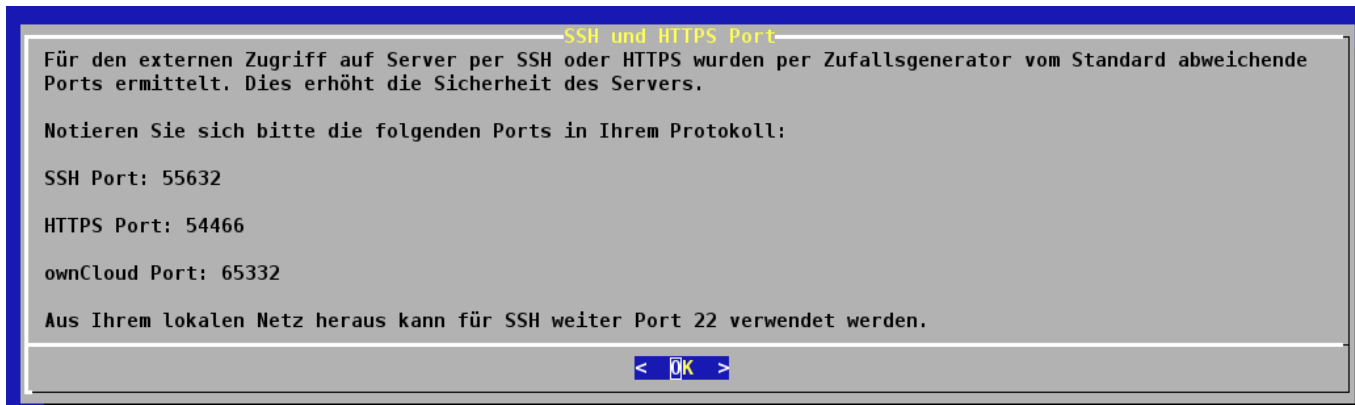 SSH und HTTPS Port
Für den externen Zugriff auf Server per SSH oder HTTPS wurden per Zufallsgenerator vom Standard abweichende
Ports ermittelt. Dies erhöht die Sicherheit des Servers.
Notieren Sie sich bitte die folgenden Ports in Ihrem Protokoll:
SSH Port: 55632
HTTPS Port: 54466
ownCloud Port: 65332
Aus Ihrem lokalen Netz heraus kann für SSH weiter Port 22 verwendet werden.
< OK >